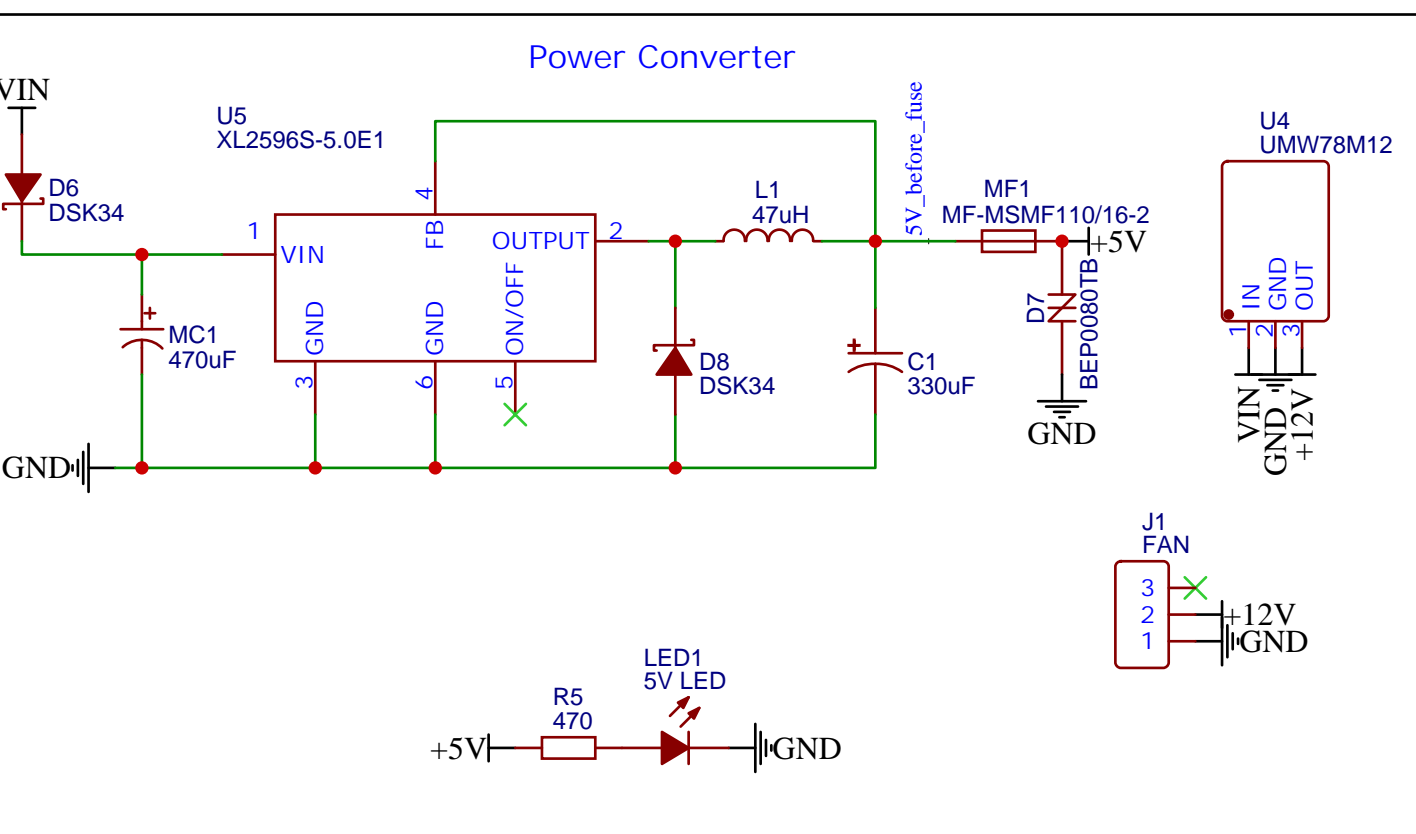 Power Converter
VIN
D6
DSK34
U5
XL2596S-5.0E1
1
VIN
4
FB
OUTPUT
2
GND
3
GND
6
ON/OFF
5
MC1
470uF
GND
D8
DSK34
L1
47uH
C1
330uF
5V_before_fuse
MF1
MF-MSMF110/16-2
+5V
D7
BEP0080TB
GND
U4
UMW78M12
IN
GND
OUT
1
2
3
VIN
GND
+12V
J1
FAN
3
2
1
+12V
GND
+5V
R5
470
LED1
5V LED
GND